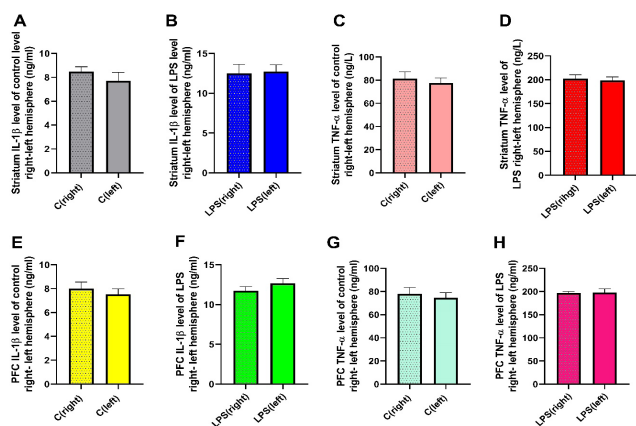 A
Striatum IL-1β level of control level
right-left hemisphere (ng/ml)
10
8
6
4
2
0
C(right)
C(left)
B
Striatum IL-1β level of LPS level
right-left hemisphere (ng/ml)
15
10
5
0
LPS(right)
LPS(left)
C
Striatum TNF-α level of control
right-left hemisphere (ng/L)
100
80
60
40
20
0
C(right)
C(left)
D
Striatum TNF-α level of
LPS right-left hemisphere (ng/L)
250
200
150
100
50
0
LPS(rihgt)
LPS(left)
E
PFC IL-1β level of control
right- left hemisphere (ng/ml)
10
8
6
4
2
0
C(right)
C(left)
F
PFC IL-1β level of LPS
right- left hemisphere (ng/ml)
15
10
5
0
LPS(right)
LPS(left)
G
PFC TNF-α level of control
right- left hemisphere (ng/ml)
100
80
60
40
20
0
C(right)
C(left)
H
PFC TNF-α level of LPS
right- left hemisphere (ng/ml)
250
200
150
100
50
0
LPS(right)
LPS(left)